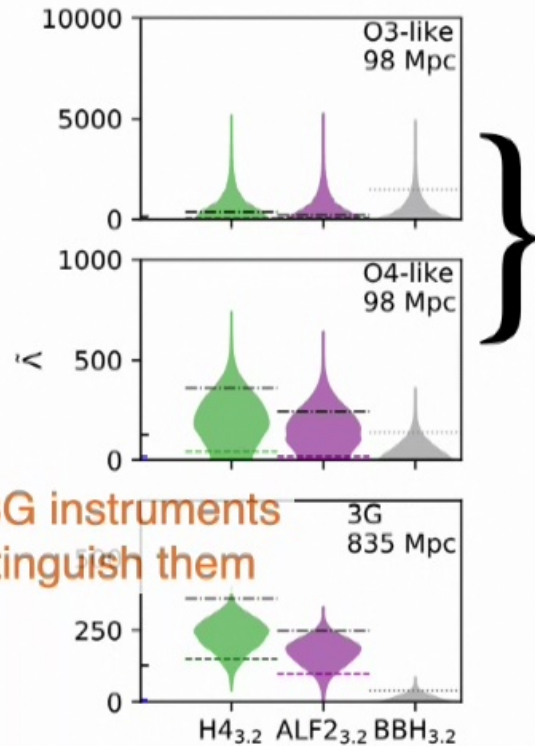 10000
O3-like
98 Mpc
5000
0
1000
O4-like
98 Mpc
Λ̃
500
0
G instruments
3G
835 Mpc
tinguish them
500
250
0
H4₃.₂ ALF2₃.₂ BBH₃.₂